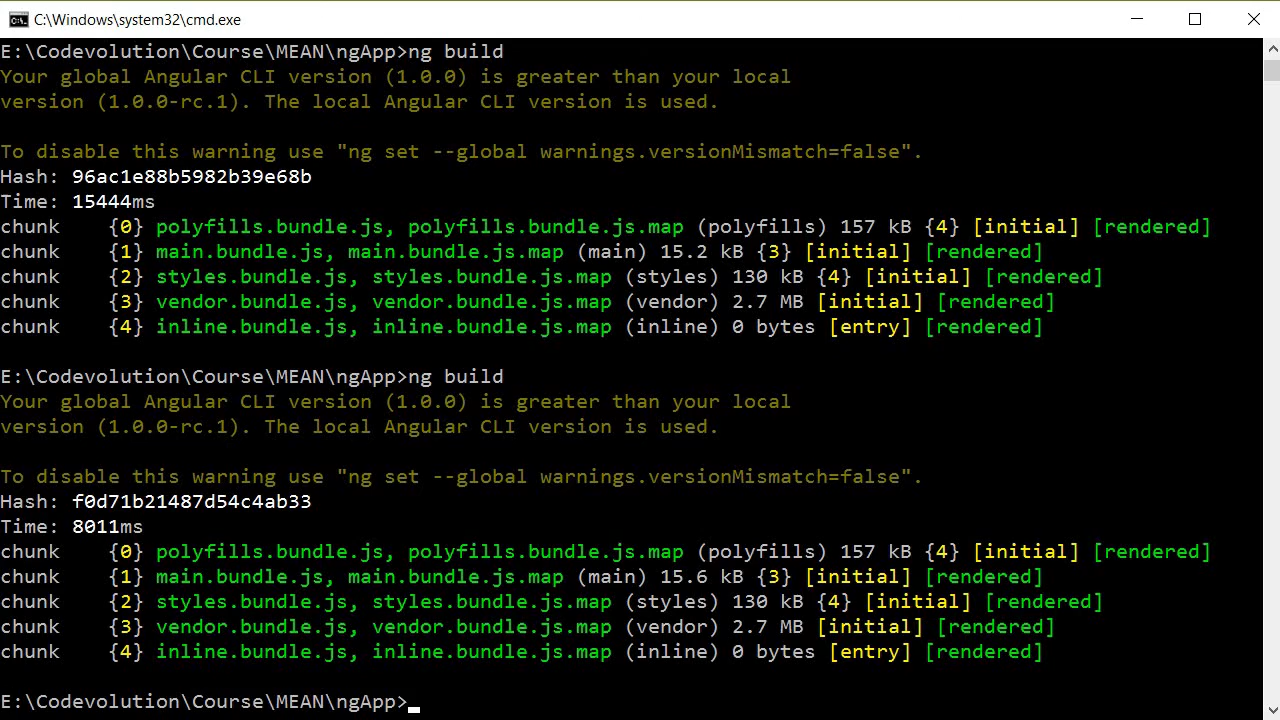 C:\Windows\system32\cmd.exe
E:\Codevolution\Course\MEAN\ngApp>ng build
Your global Angular CLI version (1.0.0) is greater than your local
version (1.0.0-rc.1). The local Angular CLI version is used.
To disable this warning use "ng set --global warnings.versionMismatch=false".
Hash: 96ac1e88b5982b39e68b
Time: 15444ms
chunk    {0} polyfills.bundle.js, polyfills.bundle.js.map (polyfills) 157 kB {4} [initial] [rendered]
chunk    {1} main.bundle.js, main.bundle.js.map (main) 15.2 kB {3} [initial] [rendered]
chunk    {2} styles.bundle.js, styles.bundle.js.map (styles) 130 kB {4} [initial] [rendered]
chunk    {3} vendor.bundle.js, vendor.bundle.js.map (vendor) 2.7 MB [initial] [rendered]
chunk    {4} inline.bundle.js, inline.bundle.js.map (inline) 0 bytes [entry] [rendered]
E:\Codevolution\Course\MEAN\ngApp>ng build
Your global Angular CLI version (1.0.0) is greater than your local
version (1.0.0-rc.1). The local Angular CLI version is used.
To disable this warning use "ng set --global warnings.versionMismatch=false".
Hash: f0d71b21487d54c4ab33
Time: 8011ms
chunk    {0} polyfills.bundle.js, polyfills.bundle.js.map (polyfills) 157 kB {4} [initial] [rendered]
chunk    {1} main.bundle.js, main.bundle.js.map (main) 15.6 kB {3} [initial] [rendered]
chunk    {2} styles.bundle.js, styles.bundle.js.map (styles) 130 kB {4} [initial] [rendered]
chunk    {3} vendor.bundle.js, vendor.bundle.js.map (vendor) 2.7 MB [initial] [rendered]
chunk    {4} inline.bundle.js, inline.bundle.js.map (inline) 0 bytes [entry] [rendered]
E:\Codevolution\Course\MEAN\ngApp>